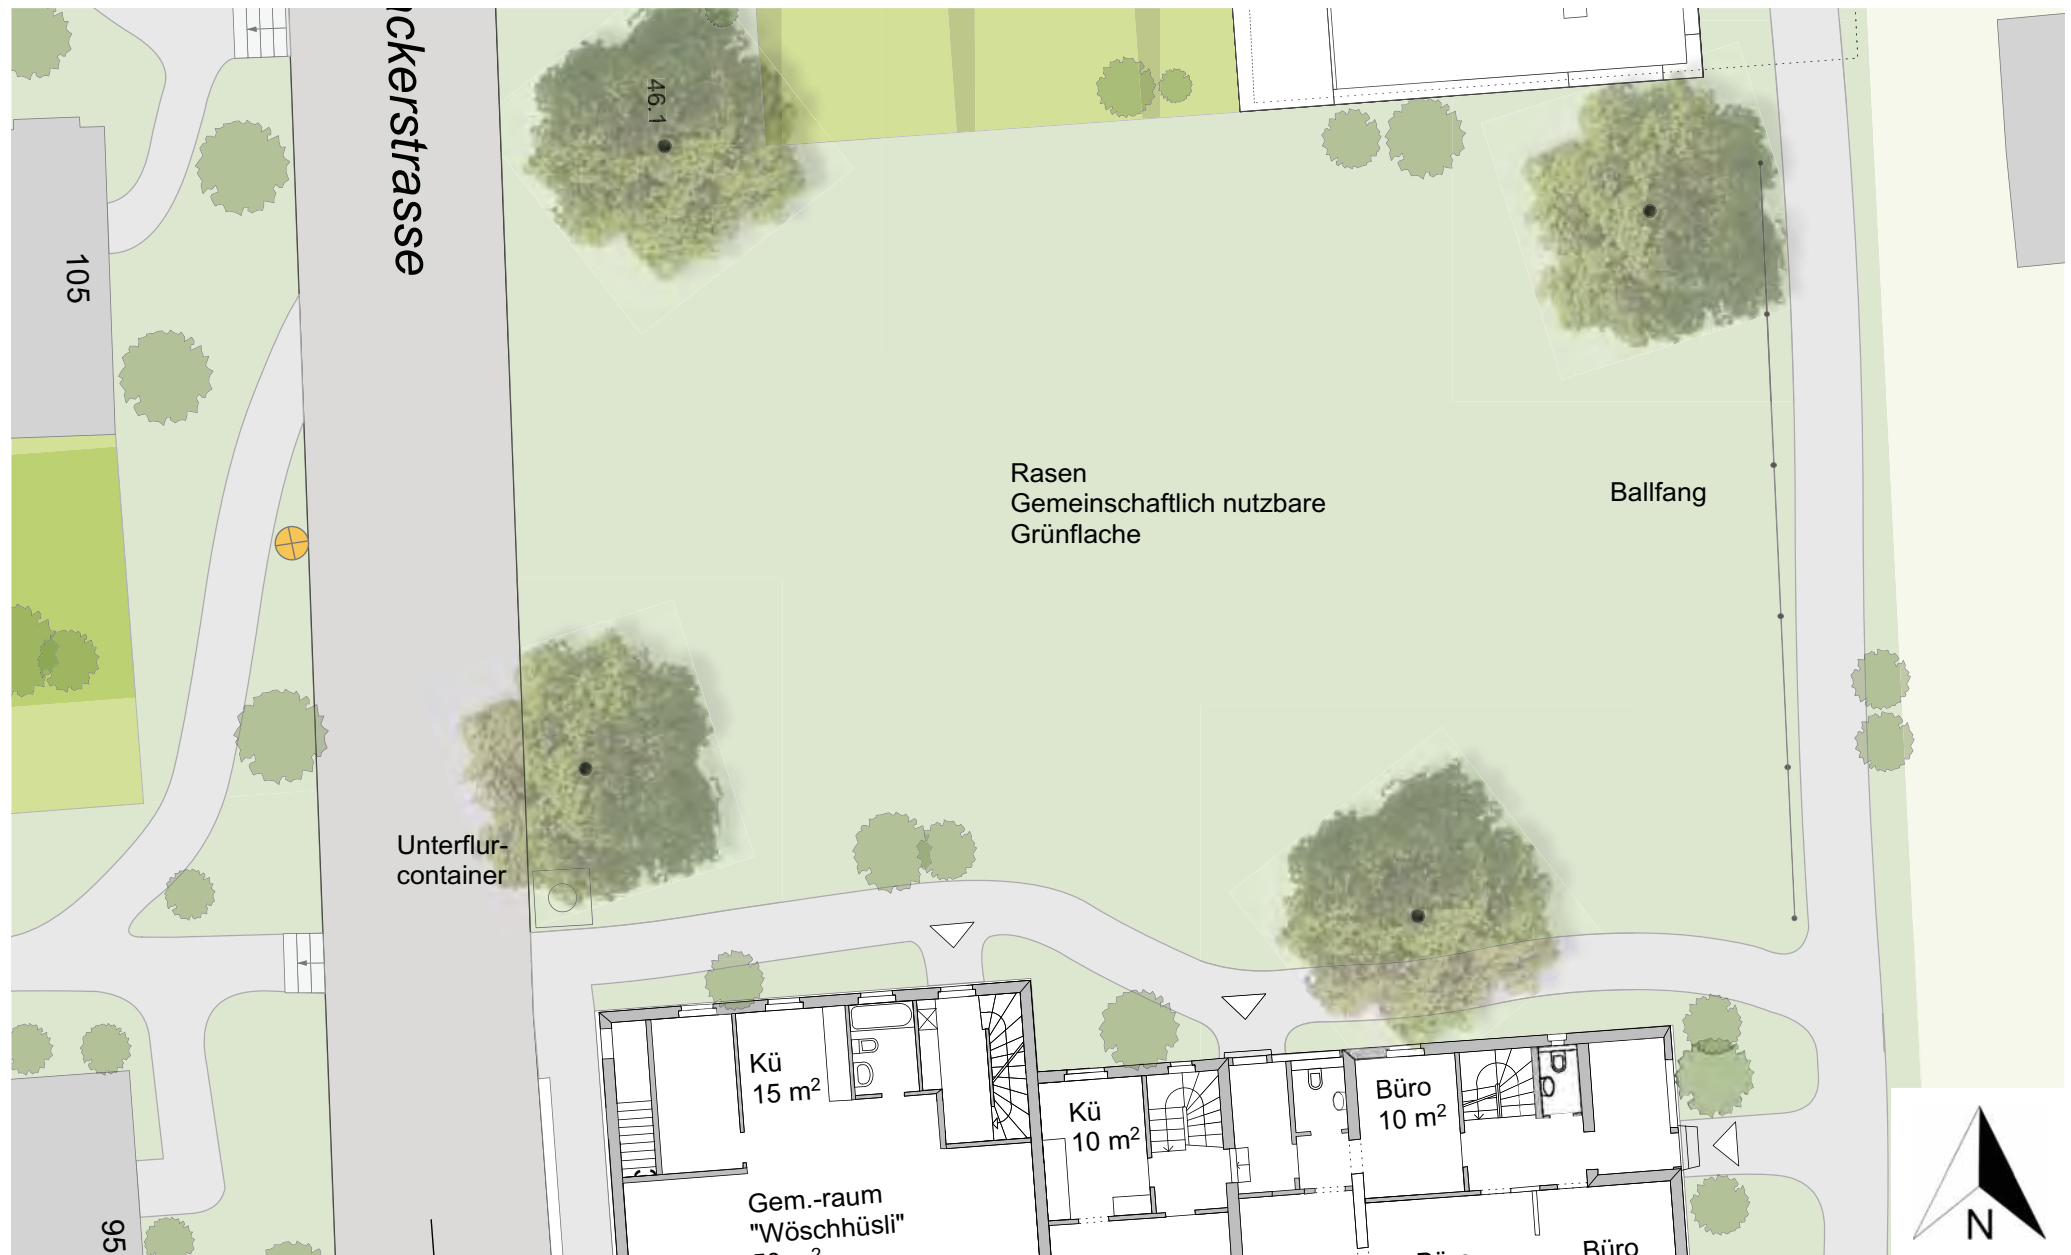 ackerstrasse
46.1
105
Rasen
Gemeinschaftlich nutzbare
Grünflache
Ballfang
Unterflur-
container
Kü
15 m²
Kü
10 m²
Büro
10 m²
Gem.-raum
"Wöschhüsli"
95
Büro
N